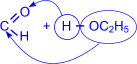 O
+ H – OC2H5
C
H